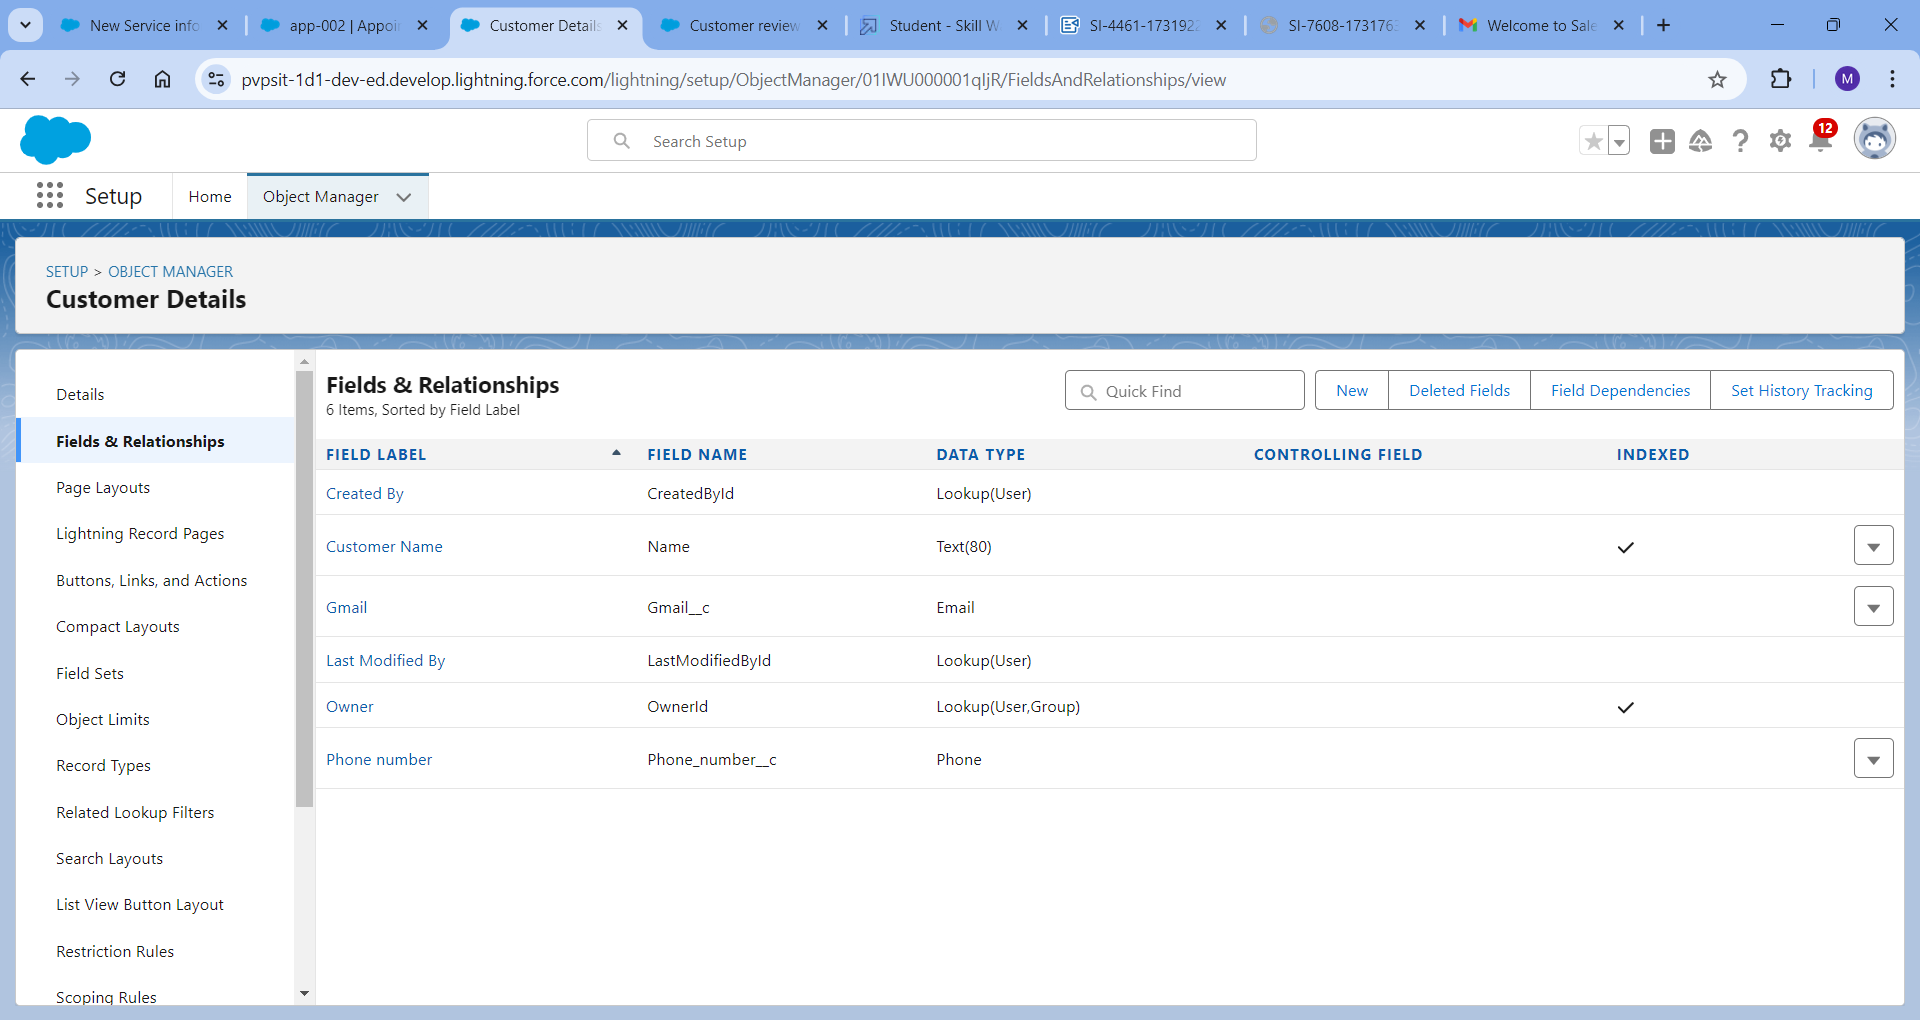 New Service info
app-002 | Appoin
Customer Details
Customer review
Student - Skill W
SI-4461-1731922
SI-7608-173176
Welcome to Sale
pvpsit-1d1-dev-ed.develop.lightning.force.com/lightning/setup/ObjectManager/01IWU000001qIjR/FieldsAndRelationships/view
M
Search Setup
12
Setup
Home
Object Manager
SETUP > OBJECT MANAGER
Customer Details
Details
Fields & Relationships
Page Layouts
Lightning Record Pages
Buttons, Links, and Actions
Compact Layouts
Field Sets
Object Limits
Record Types
Related Lookup Filters
Search Layouts
List View Button Layout
Restriction Rules
Scoping Rules
Fields & Relationships
6 Items, Sorted by Field Label
Quick Find
New
Deleted Fields
Field Dependencies
Set History Tracking
FIELD LABEL FIELD NAME DATA TYPE CONTROLLING FIELD INDEXED
Created By CreatedById Lookup(User)
Customer Name Name Text(80)
Gmail Gmail__c Email
Last Modified By LastModifiedById Lookup(User)
Owner OwnerId Lookup(User,Group)
Phone number Phone_number__c Phone